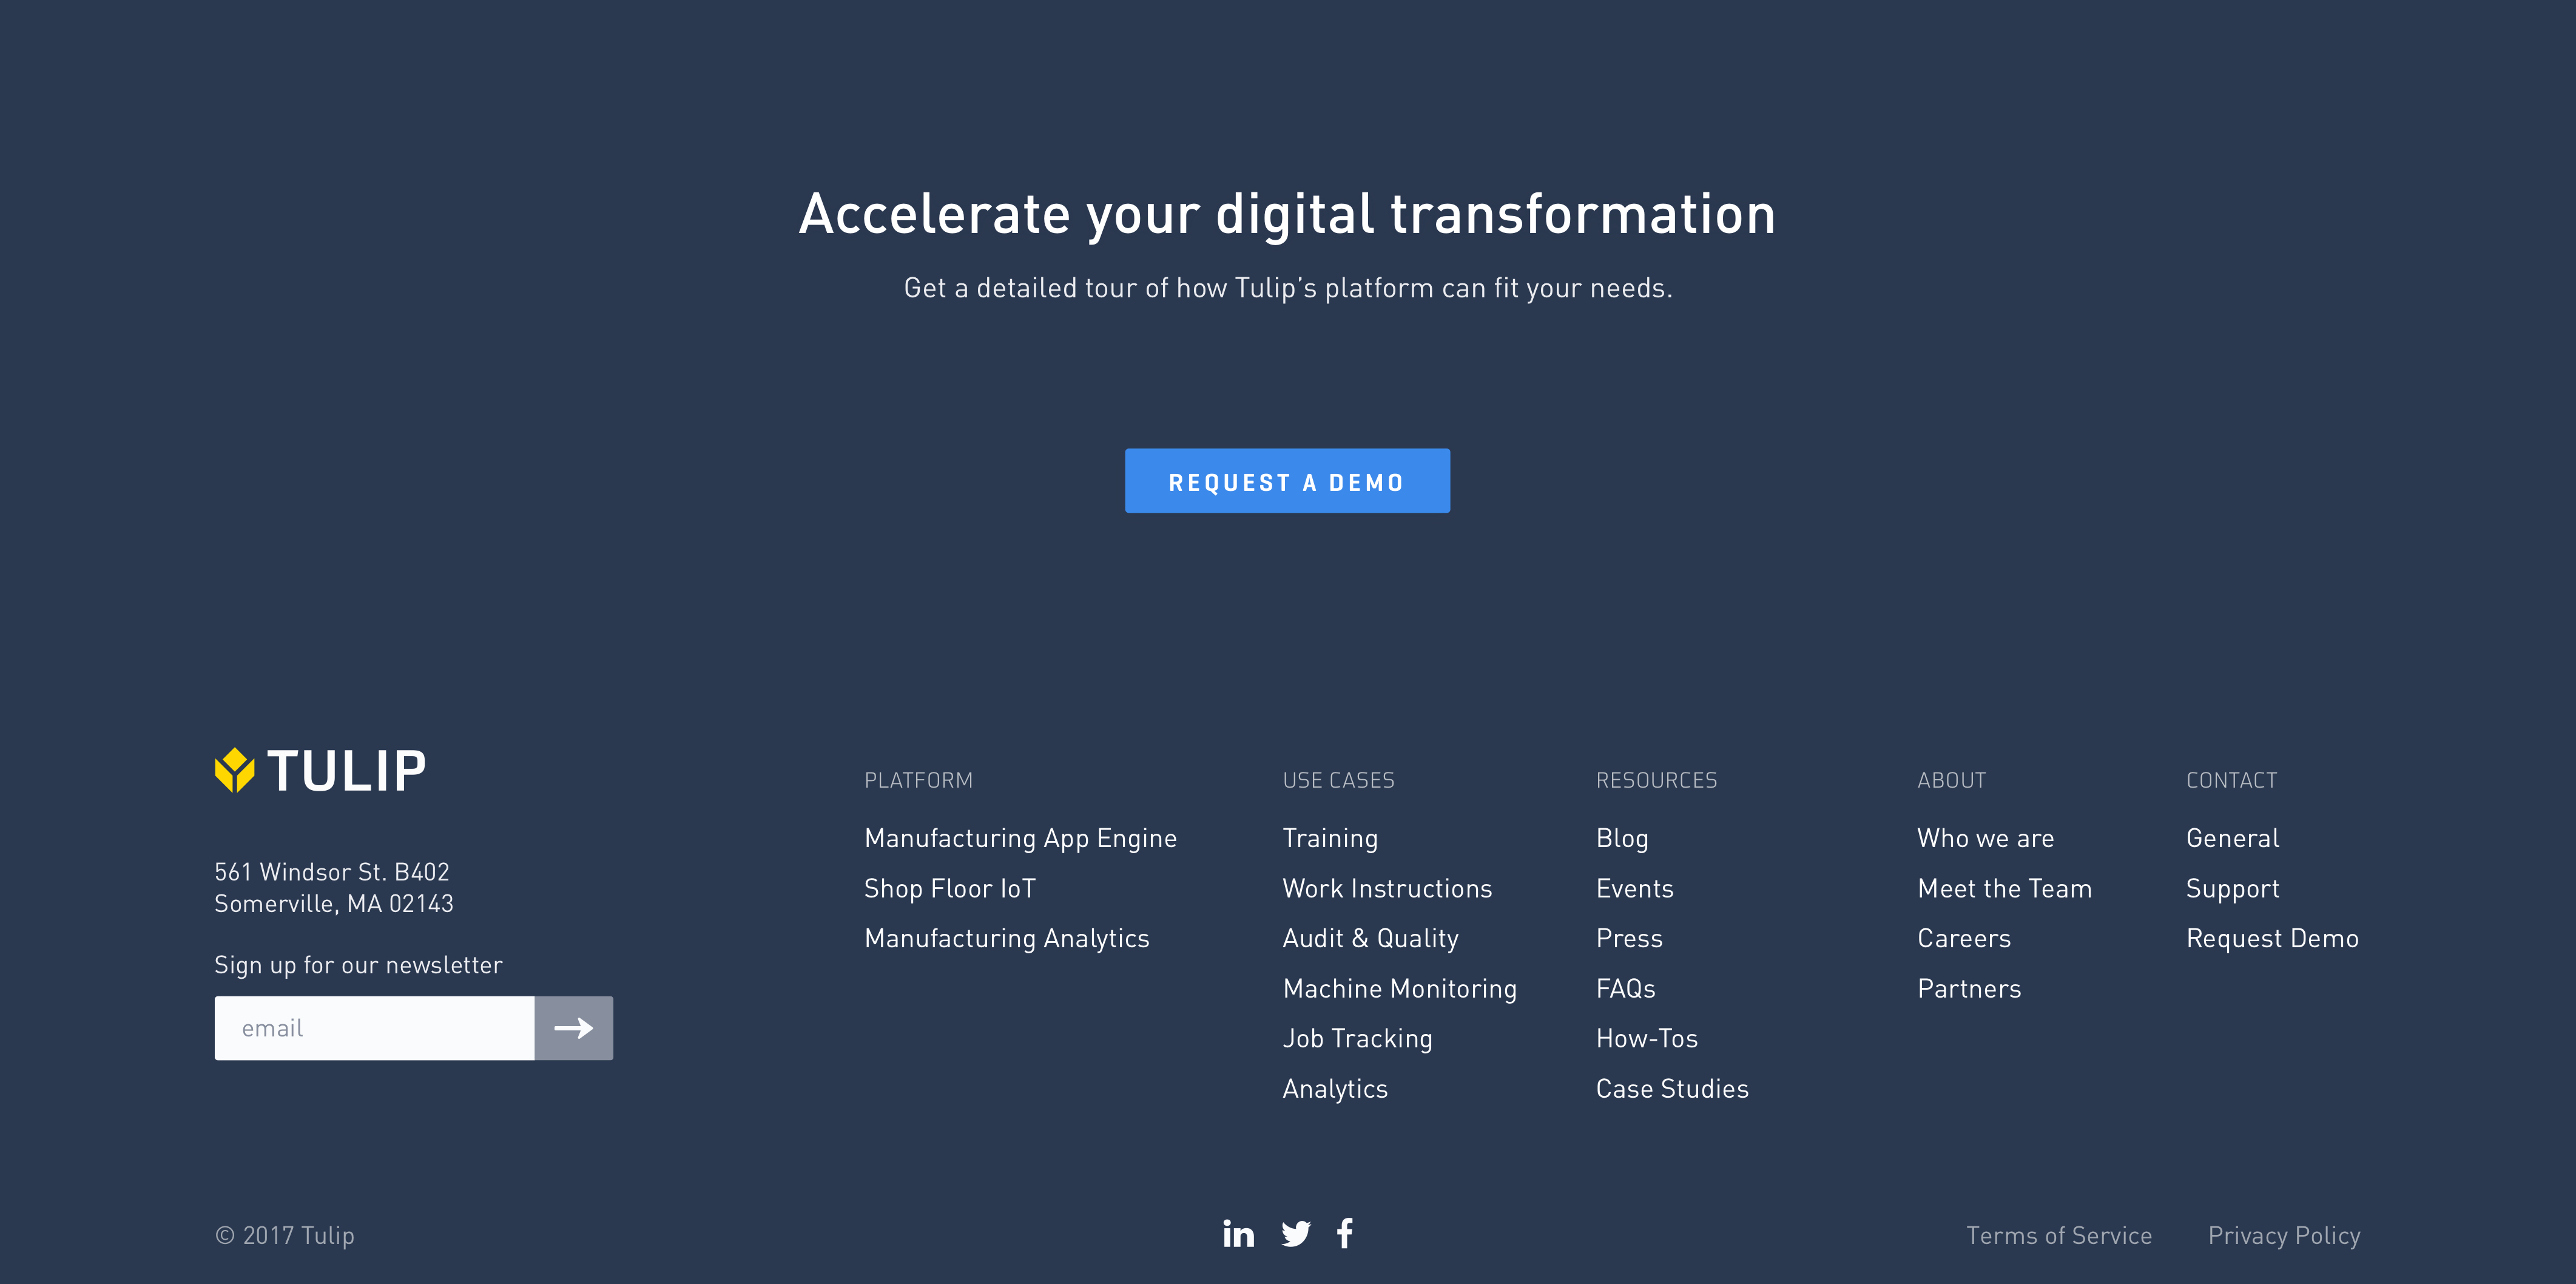 Accelerate your digital transformation
Get a detailed tour of how Tulip's platform can fit your needs.
REQUEST A DEMO
TULIP
561 Windsor St. B402
Somerville, MA 02143
Sign up for our newsletter
email
PLATFORM
Manufacturing App Engine
Shop Floor IoT
Manufacturing Analytics
USE CASES
Training
Work Instructions
Audit & Quality
Machine Monitoring
Job Tracking
Analytics
RESOURCES
Blog
Events
Press
FAQs
How-Tos
Case Studies
ABOUT
Who we are
Meet the Team
Careers
Partners
CONTACT
General
Support
Request Demo
© 2017 Tulip
in
f
Terms of Service
Privacy Policy